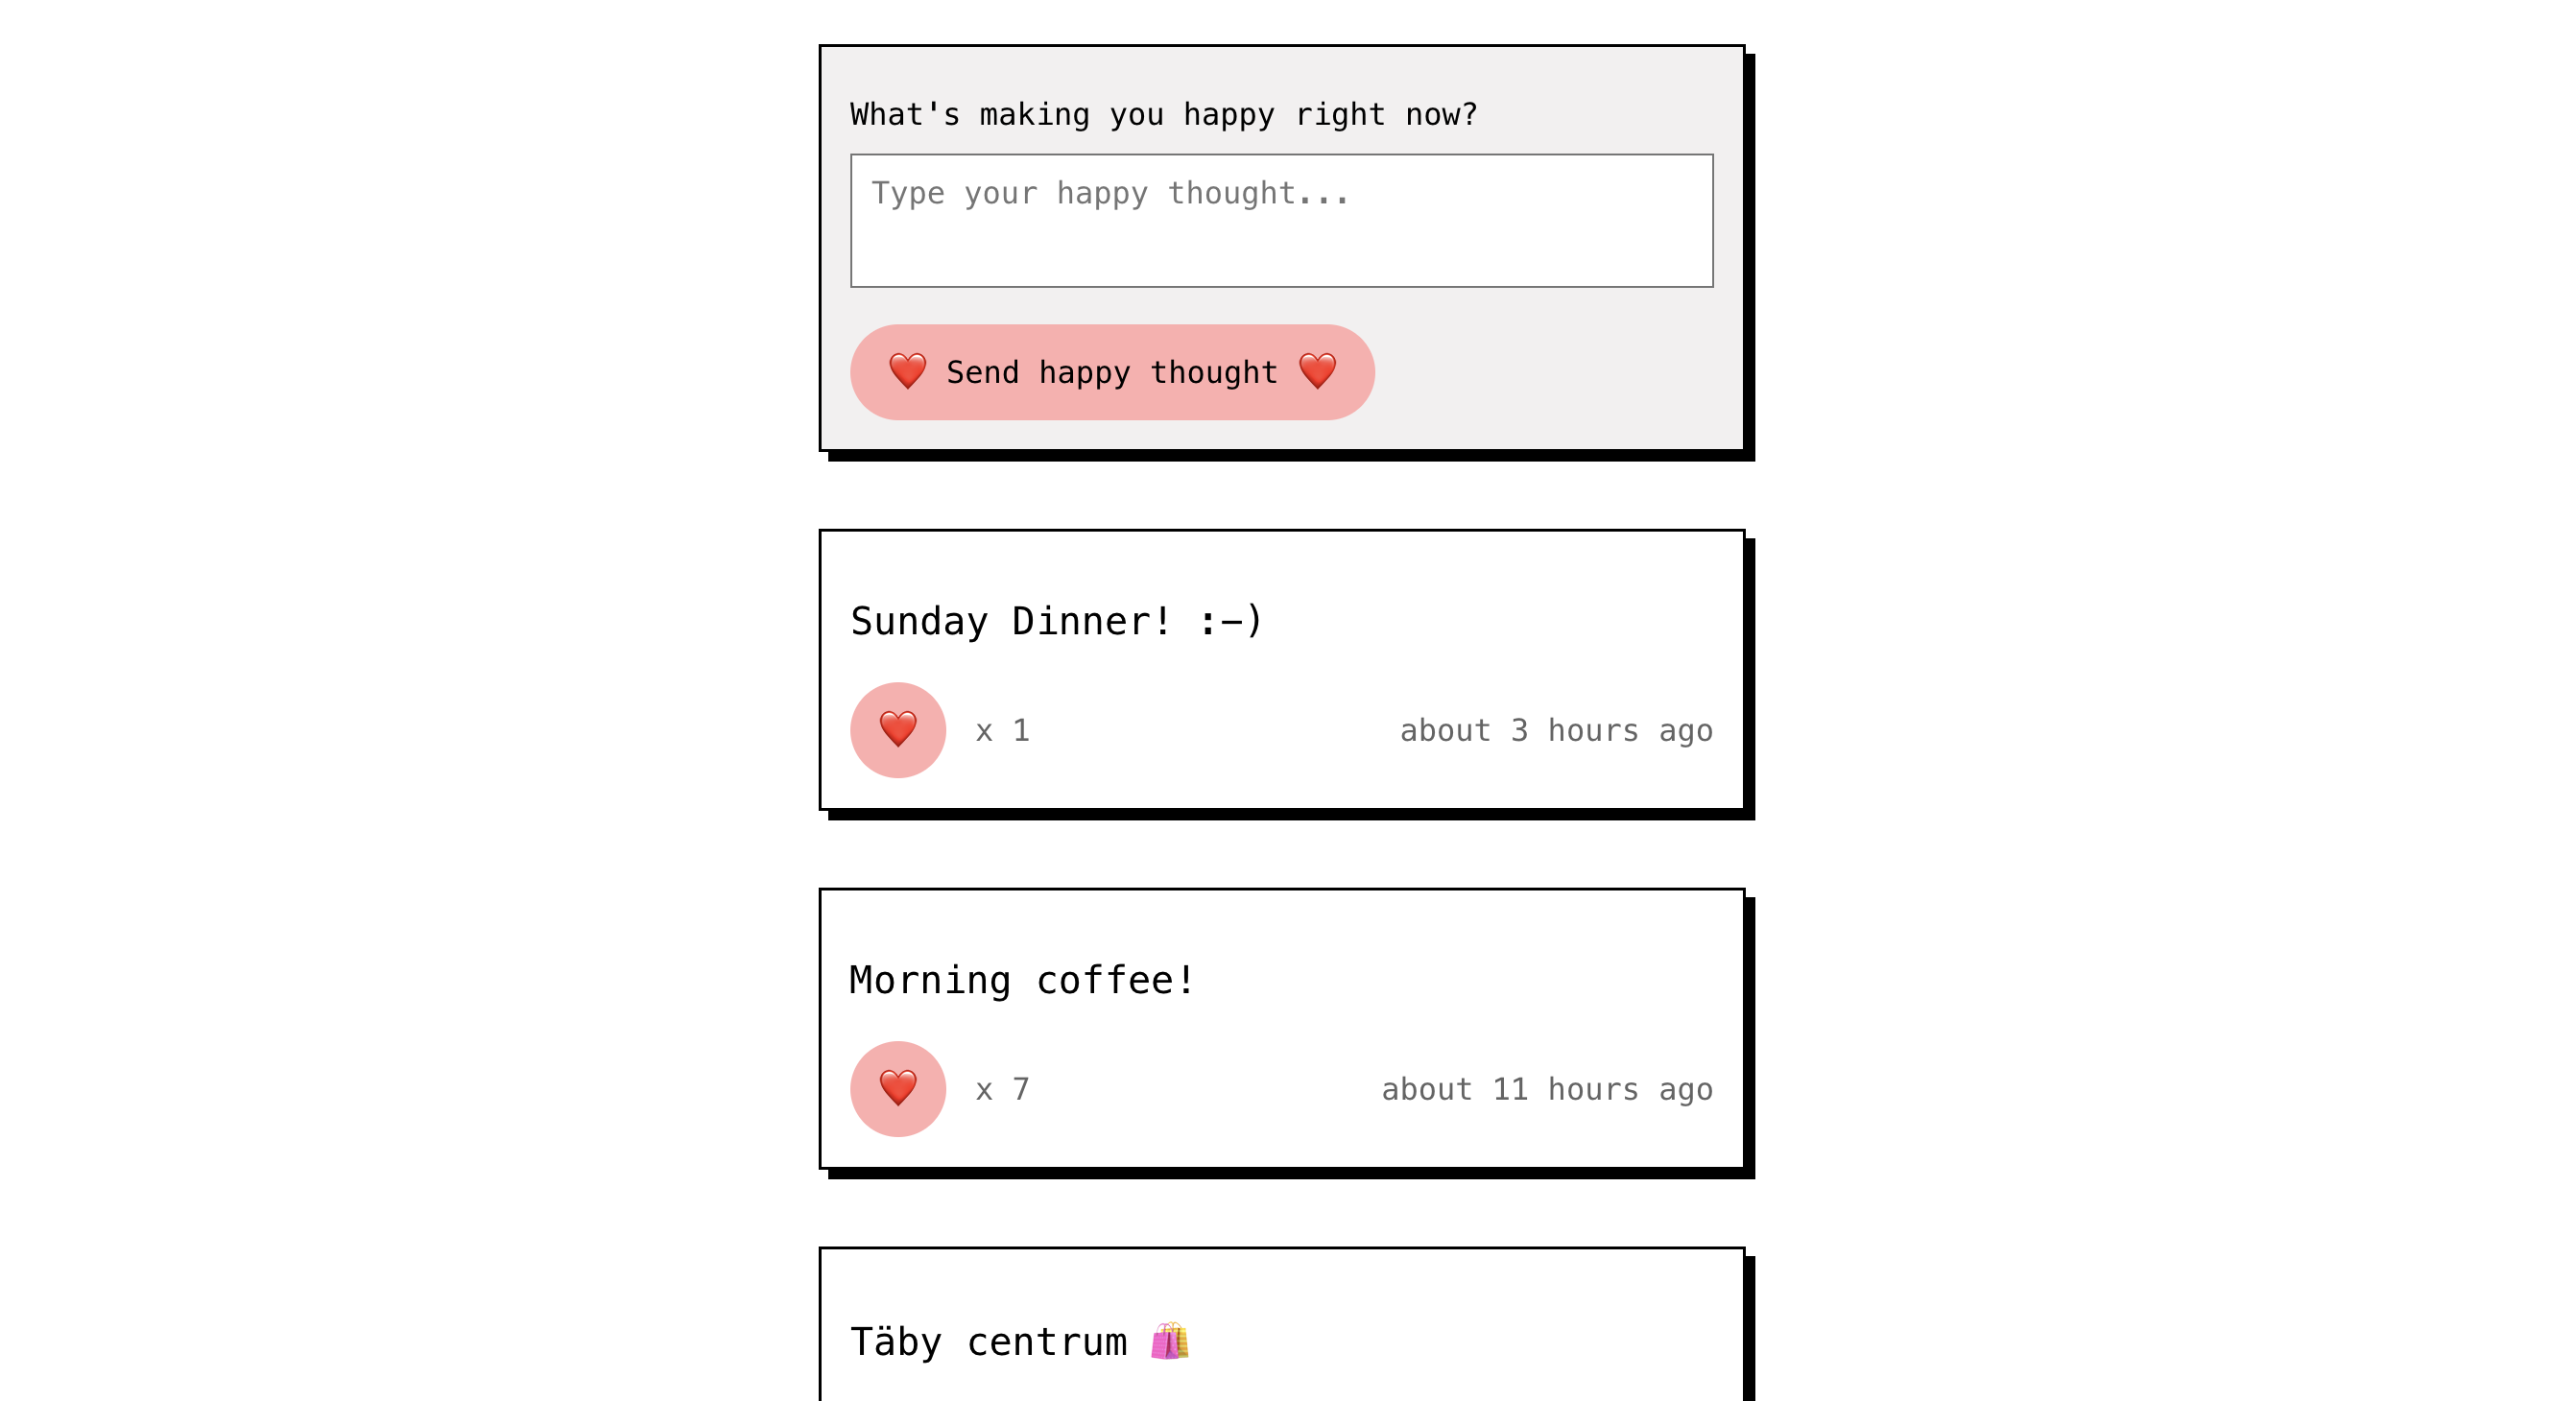 What's making you happy right now?
Type your happy thought...
❤️ Send happy thought ❤️
Sunday Dinner! :-)
❤️ x 1 about 3 hours ago
Morning coffee!
❤️ x 7 about 11 hours ago
Täby centrum 🛍️